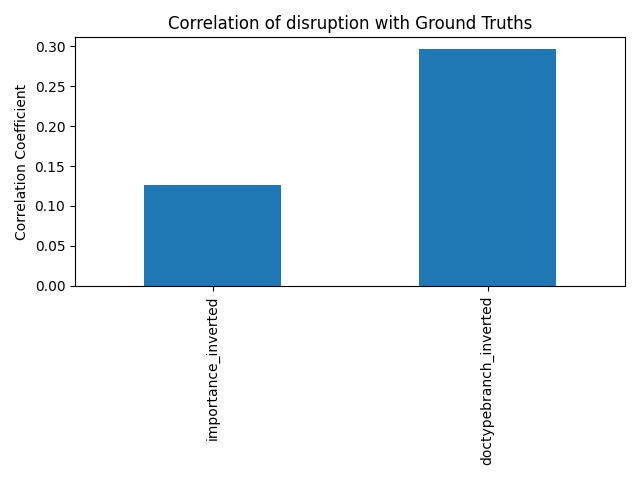 Correlation of disruption with Ground Truths
Correlation Coefficient
0.30
0.25
0.20
0.15
0.10
0.05
0.00
importance_inverted
doctypebranch_inverted